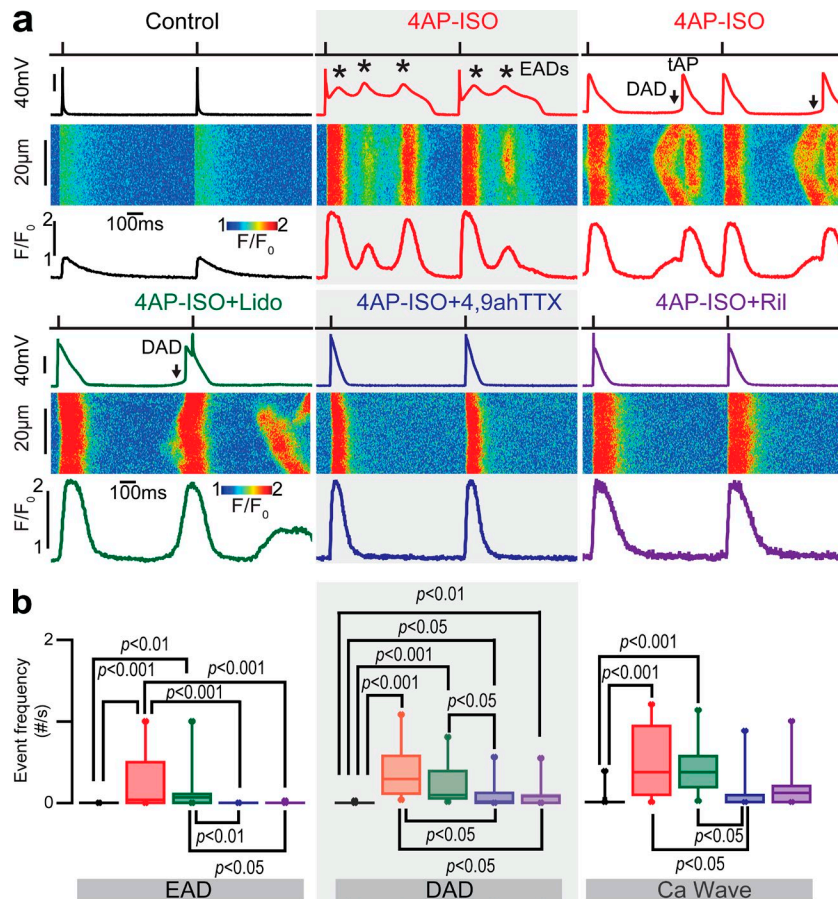 a
Control
4AP-ISO
4AP-ISO
40mV
* * * * * EADs
tAP
DAD
20µm
F/F0
2
1
100ms
1 2
F/F0
4AP-ISO+Lido
4AP-ISO+4,9ahTTX
4AP-ISO+Ril
40mV
DAD
20µm
F/F0
2
1
100ms
1 2
F/F0
b
Event frequency
(#/s)
2
1
0
p<0.01
p<0.001
p<0.001
p<0.001
p<0.01
p<0.05
EAD
p<0.01
p<0.05
p<0.001
p<0.001
p<0.05
p<0.05
p<0.05
DAD
p<0.001
p<0.001
p<0.05
p<0.05
Ca Wave